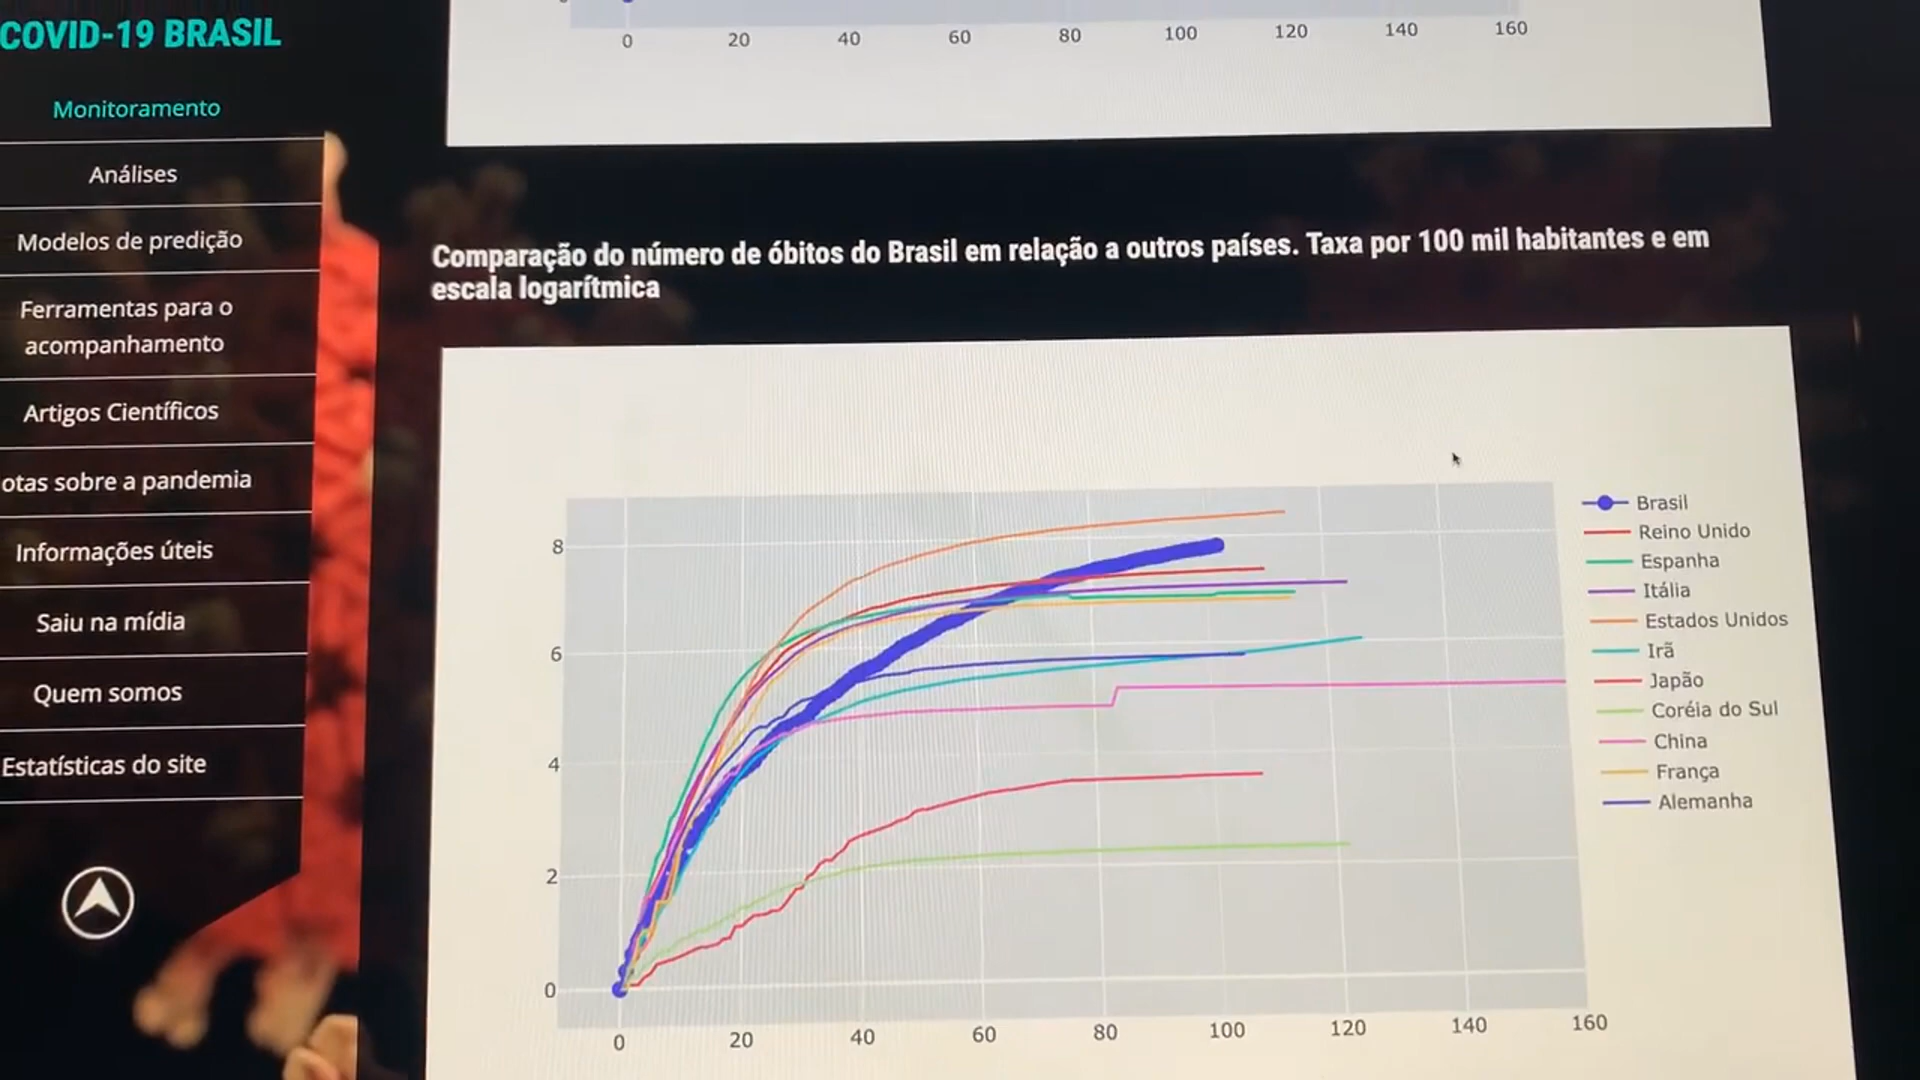 COVID-19 BRASIL
Monitoramento
Análises
Modelos de predição
Ferramentas para o
acompanhamento
Artigos Científicos
otas sobre a pandemia
Informações úteis
Saiu na mídia
Quem somos
Estatísticas do site
0 20 40 60 80 100 120 140 160
Comparação do número de óbitos do Brasil em relação a outros países. Taxa por 100 mil habitantes e em
escala logarítmica
8
6
4
2
0
0 20 40 60 80 100 120 140 160
Brasil
Reino Unido
Espanha
Itália
Estados Unidos
Irã
Japão
Coréia do Sul
China
França
Alemanha